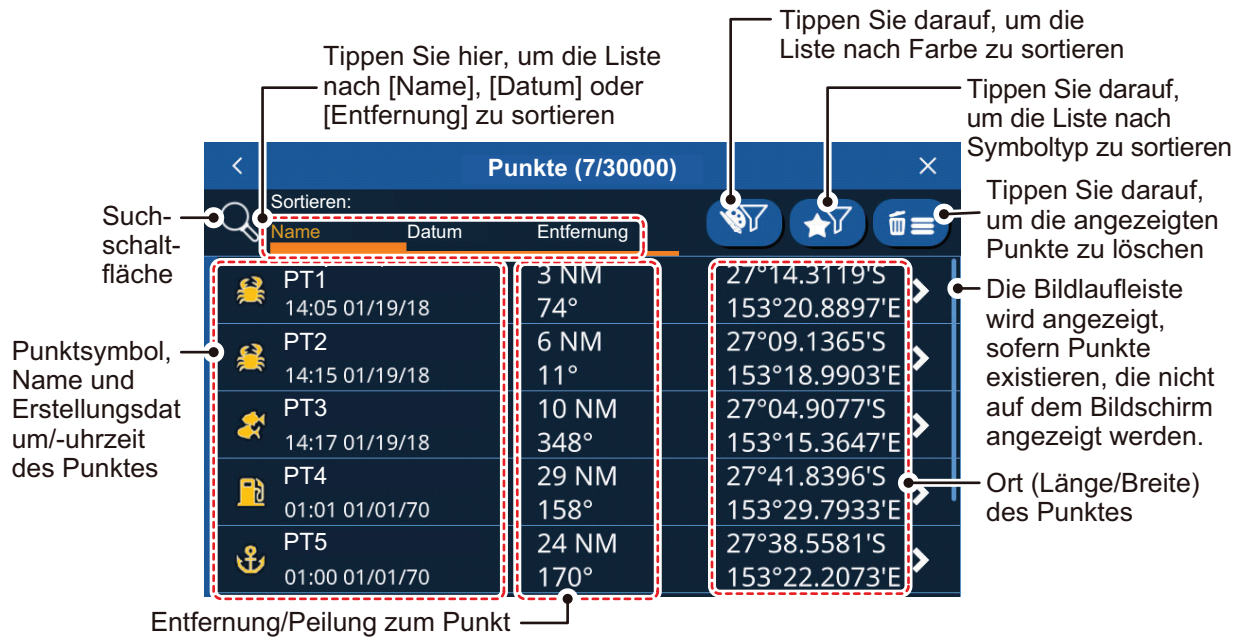 Tippen Sie darauf, um die
Liste nach Farbe zu sortieren
Tippen Sie hier, um die Liste
nach [Name], [Datum] oder
[Entfernung] zu sortieren
Tippen Sie darauf,
um die Liste nach
Symboltyp zu sortieren
Punkte (7/30000)
Tippen Sie darauf,
um die angezeigten
Punkte zu löschen
Such-
schalt-
fläche
Sortieren:
Name Datum Entfernung
PT1 3 NM 27°14.3119'S
14:05 01/19/18 74° 153°20.8897'E
PT2 6 NM 27°09.1365'S
14:15 01/19/18 11° 153°18.9903'E
PT3 10 NM 27°04.9077'S
14:17 01/19/18 348° 153°15.3647'E
PT4 29 NM 27°41.8396'S
01:01 01/01/70 158° 153°29.7933'E
PT5 24 NM 27°38.5581'S
01:00 01/01/70 170° 153°22.2073'E
Die Bildlaufleiste
wird angezeigt,
sofern Punkte
existieren, die nicht
auf dem Bildschirm
angezeigt werden.
Punktsymbol,
Name und
Erstellungsdat
um/-uhrzeit
des Punktes
Ort (Länge/Breite)
des Punktes
Entfernung/Peilung zum Punkt